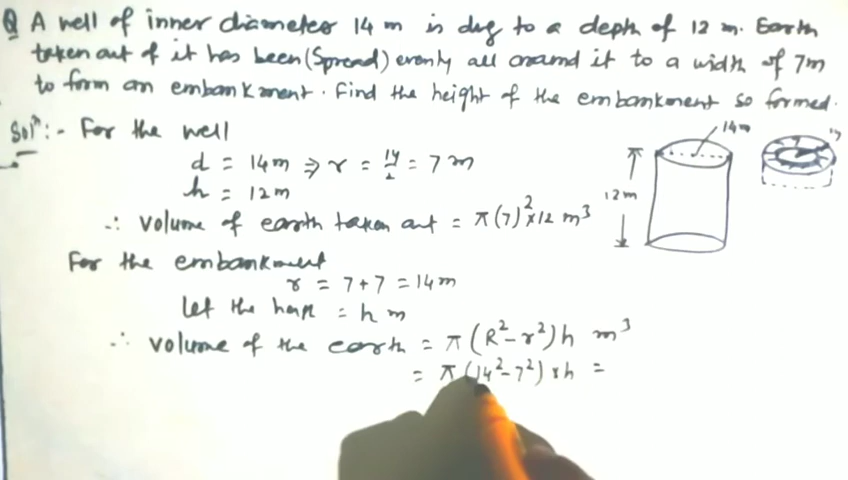 Q A well of inner diameter 14 m is dug to a depth of 12 m. Earth
taken out of it has been (Spread) evenly all around it to a width of 7m
to form an embankment. Find the height of the embankment so formed.
Solⁿ:- For the well
d = 14m ⇒ r = 14/2 = 7 m
h = 12m
∴ volume of earth taken out = π(7)²×12 m³
For the embankment
r = 7+7 = 14m
Let the = h m
∴ volume of the earth = π(R²-r²)h m³
= π(14²-7²)×h =
14m
12m